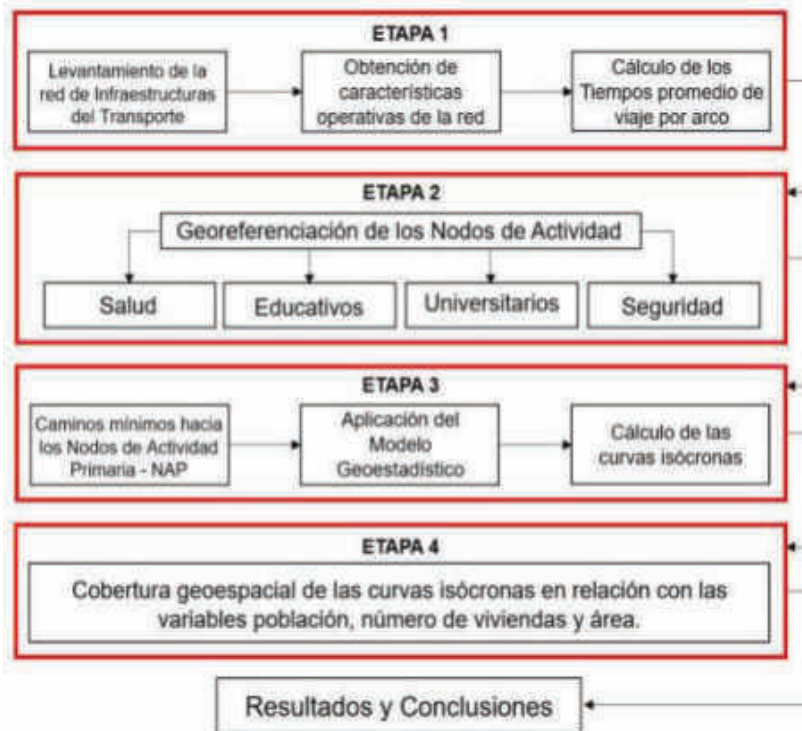 ETAPA 1
Levantamiento de la
red de Infraestructuras
del Transporte
Obtención de
características
operativas de la red
Cálculo de los
Tiempos promedio de
viaje por arco
ETAPA 2
Georeferenciación de los Nodos de Actividad
Salud
Educativos
Universitarios
Seguridad
ETAPA 3
Caminos mínimos hacia
los Nodos de Actividad
Primaria - NAP
Aplicación del
Modelo
Geoestadístico
Cálculo de las
curvas isócronas
ETAPA 4
Cobertura geoespacial de las curvas isócronas en relación con las
variables población, número de viviendas y área.
Resultados y Conclusiones